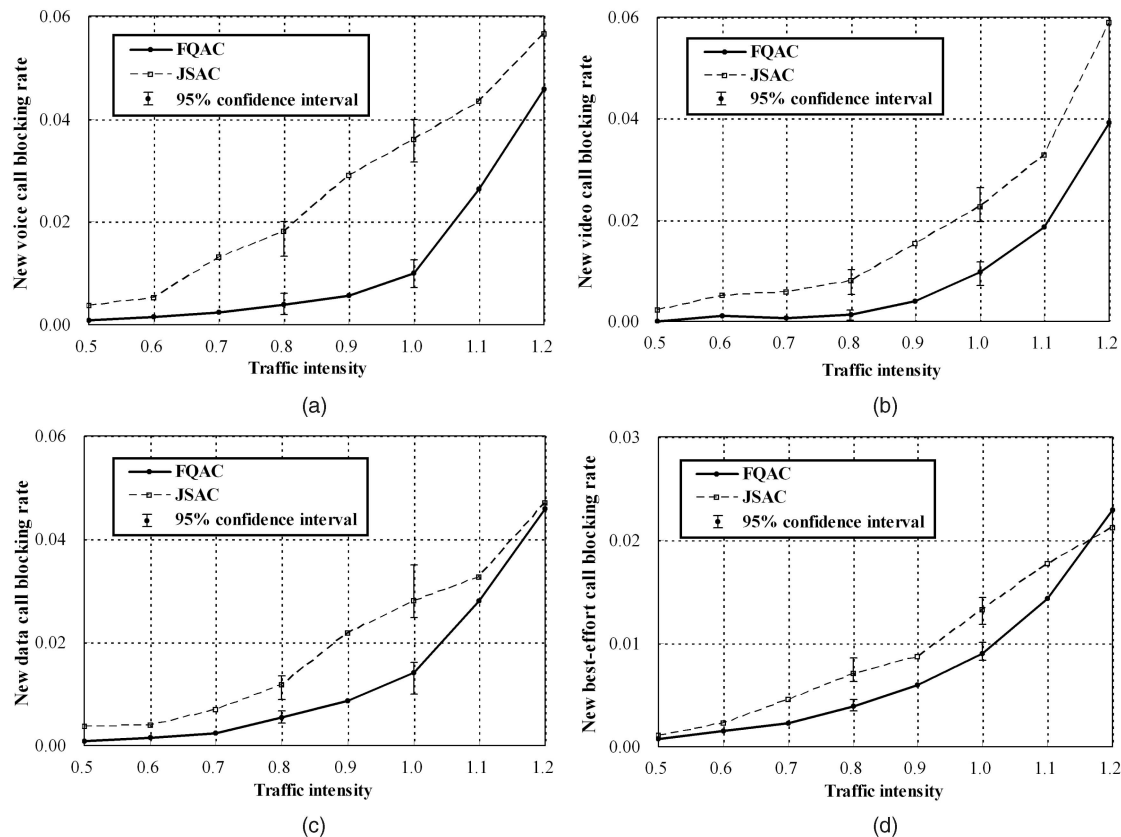 New voice call blocking rate
0.06
0.04
0.02
0.00
FQAC
JSAC
95% confidence interval
0.5 0.6 0.7 0.8 0.9 1.0 1.1 1.2
Traffic intensity
(a)
New video call blocking rate
0.06
0.04
0.02
0.00
FQAC
JSAC
95% confidence interval
0.5 0.6 0.7 0.8 0.9 1.0 1.1 1.2
Traffic intensity
(b)
New data call blocking rate
0.06
0.04
0.02
0.00
FQAC
JSAC
95% confidence interval
0.5 0.6 0.7 0.8 0.9 1.0 1.1 1.2
Traffic intensity
(c)
New best-effort call blocking rate
0.03
0.02
0.01
0.00
FQAC
JSAC
95% confidence interval
0.5 0.6 0.7 0.8 0.9 1.0 1.1 1.2
Traffic intensity
(d)